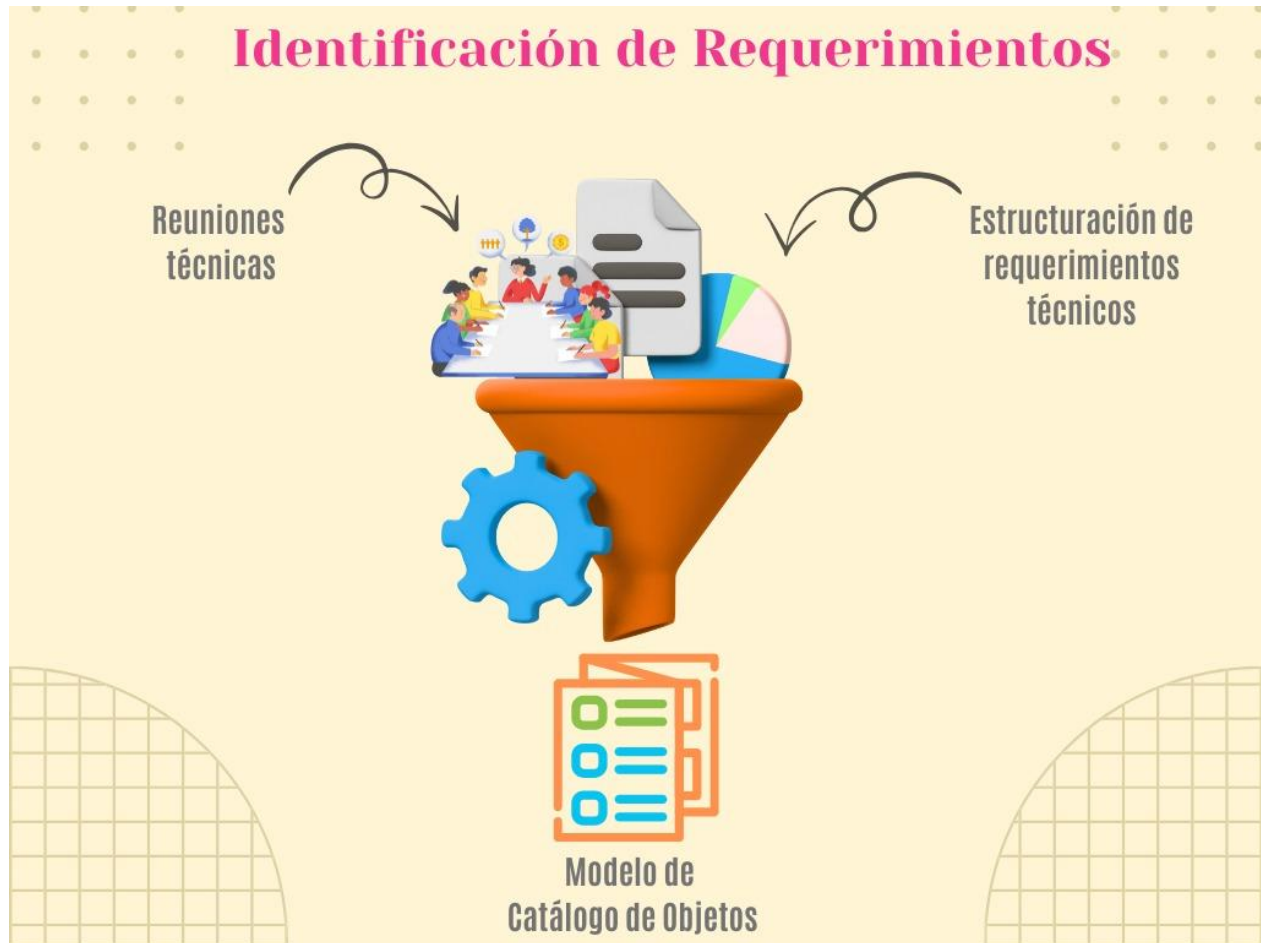 Identificación de Requerimientos
Reuniones
técnicas
Estructuración de
requerimientos
técnicos
Modelo de
Catálogo de Objetos